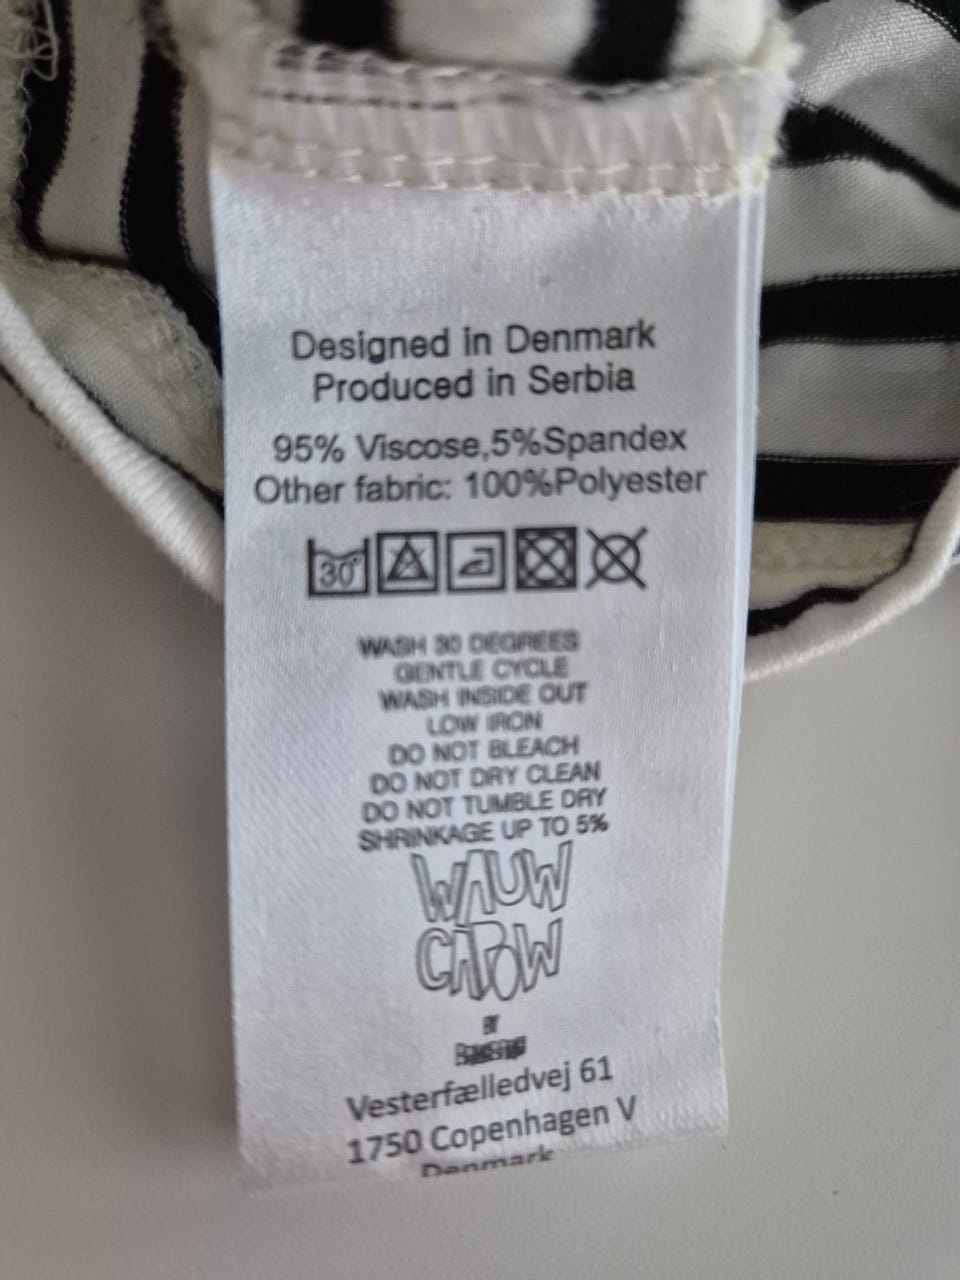 Designed in Denmark
Produced in Serbia
95% Viscose,5%Spandex
Other fabric: 100%Polyester
30°
WASH 30 DEGREES
GENTLE CYCLE
WASH INSIDE OUT
LOW IRON
DO NOT BLEACH
DO NOT DRY CLEAN
DO NOT TUMBLE DRY
SHRINKAGE UP TO 5%
WAUW
CAPOW
BY
Vesterfælledvej 61
1750 Copenhagen V
Denmark